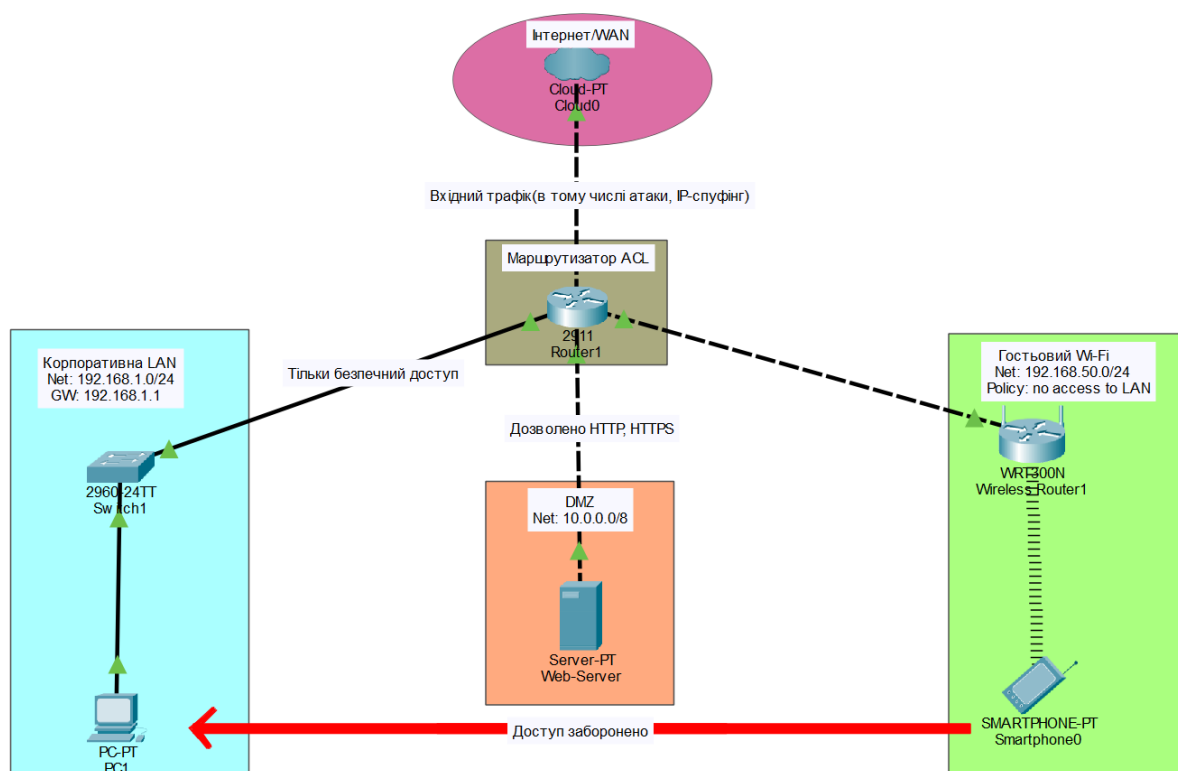 Інтернет/WAN
Cloud-PT
Cloud0
Вхідний трафік(в тому числі атаки, IP-спуфінг)
Маршрутизатор ACL
2911
Router1
Корпоративна LAN
Net: 192.168.1.0/24
GW: 192.168.1.1
Тільки безпечний доступ
Гостьовий Wi-Fi
Net: 192.168.50.0/24
Policy: no access to LAN
Дозволено HTTP, HTTPS
2960-24TT
Switch1
WRT300N
Wireless Router1
DMZ
Net: 10.0.0.0/8
Server-PT
Web-Server
PC-PT
PC1
Доступ заборонено
SMARTPHONE-PT
Smartphone0